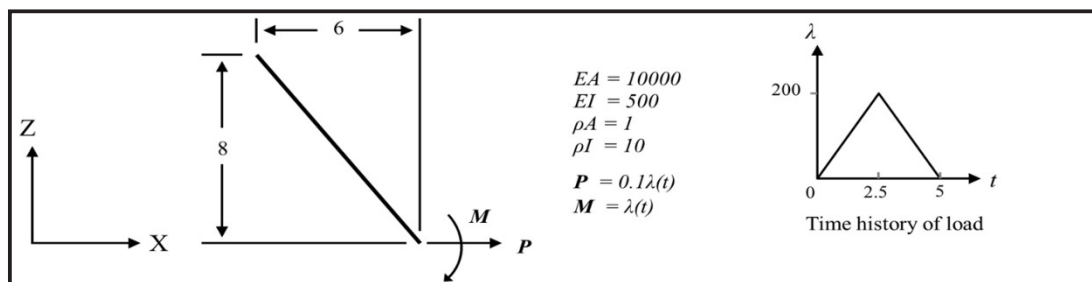 6
8
Z
X
M
P
EA = 10000
EI = 500
ρA = 1
ρI = 10
P = 0.1λ(t)
M = λ(t)
λ
200
0
2.5
5
t
Time history of load